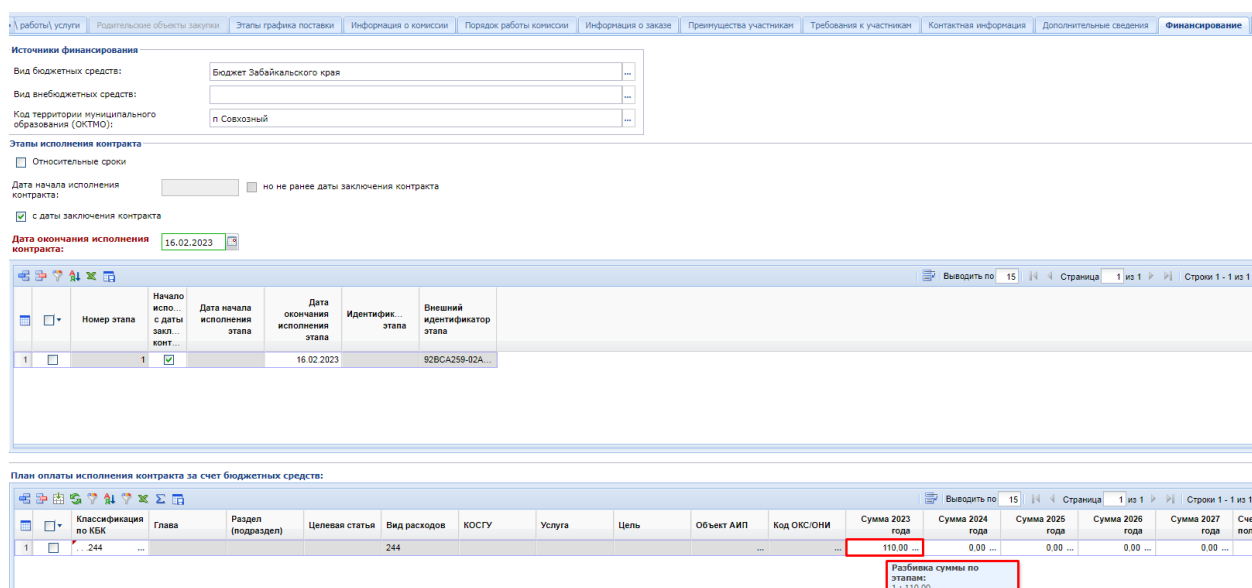 \ работы\ услуги Родительские объекты закупки Этапы графика поставки Информация о комиссии Порядок работы комиссии Информация о заказе Преимущества участникам Требования к участникам Контактная информация Дополнительные сведения Финансирование
Источники финансирования
Вид бюджетных средств: Бюджет Забайкальского края ...
Вид внебюджетных средств: ...
Код территории муниципального
образования (ОКТМО): п Совхозный ...
Этапы исполнения контракта
Относительные сроки
Дата начала исполнения
контракта: но не ранее даты заключения контракта
с даты заключения контракта
Дата окончания исполнения
контракта: 16.02.2023
Выводить по 15 Страница 1 из 1 Строки 1 - 1 из 1
Номер этапа
Начало
испо...
с даты
закл...
конт...
Дата начала
исполнения
этапа
Дата
окончания
исполнения
этапа
Идентифик...
этапа
Внешний
идентификатор
этапа
1 1 16.02.2023 92BCA259-02A...
План оплаты исполнения контракта за счет бюджетных средств:
Выводить по 15 Страница 1 из 1 Строки 1 - 1 из 1
Классификация
по КБК
Глава
Раздел
(подраздел)
Целевая статья
Вид расходов
КОСГУ
Услуга
Цель
Объект АИП
Код ОКС/ОНИ
Сумма 2023
года
Сумма 2024
года
Сумма 2025
года
Сумма 2026
года
Сумма 2027
года
Сче
пол
1 . . .244 ... 244 ... ... 110,00 ... 0,00 ... 0,00 ... 0,00 ... 0,00 ...
Разбивка суммы по
этапам:
1 : 110,00